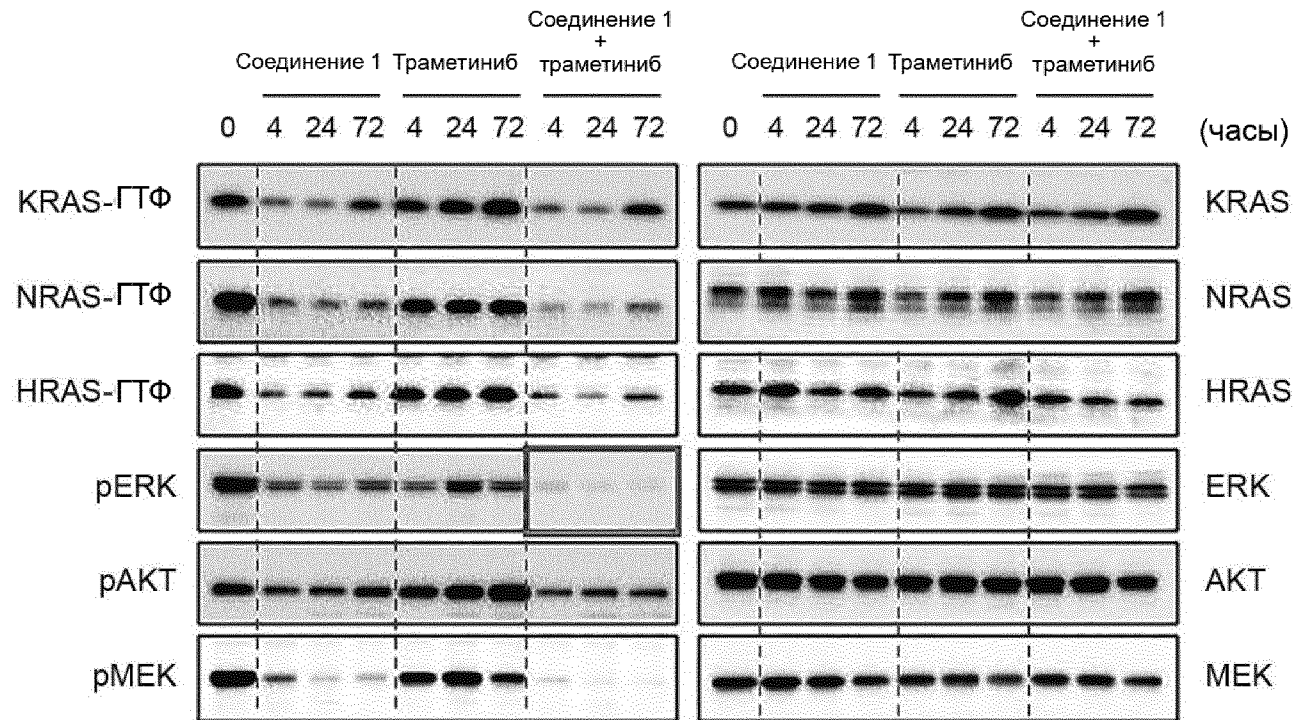 Соединение 1
+
траметиниб
Соединение 1 Траметиниб
Соединение 1
+
траметиниб
Соединение 1 Траметиниб
0 4 24 72 4 24 72 4 24 72
0 4 24 72 4 24 72 4 24 72 (часы)
KRAS-ГТФ
KRAS
NRAS-ГТФ
NRAS
HRAS-ГТФ
HRAS
pERK
ERK
pAKT
AKT
pMEK
MEK